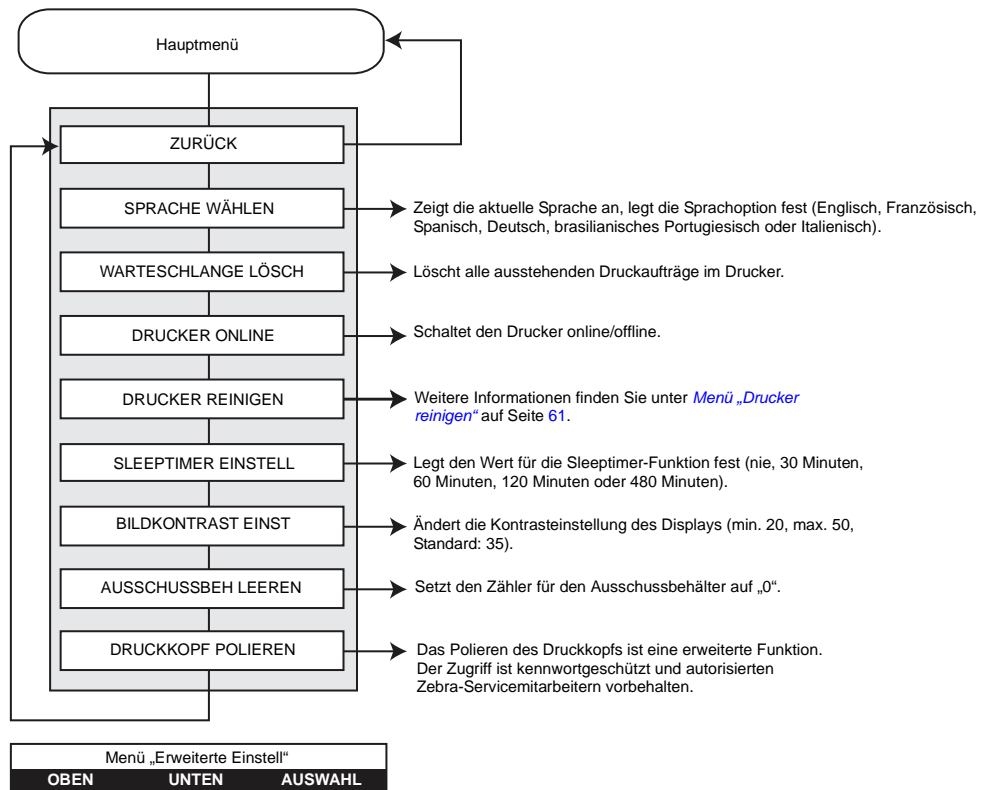 Hauptmenü
ZURÜCK
SPRACHE WÄHLEN
Zeigt die aktuelle Sprache an, legt die Sprachoption fest (Englisch, Französisch,
Spanisch, Deutsch, brasilianisches Portugiesisch oder Italienisch).
WARTESCHLANGE LÖSCH
Löscht alle ausstehenden Druckaufträge im Drucker.
DRUCKER ONLINE
Schaltet den Drucker online/offline.
DRUCKER REINIGEN
Weitere Informationen finden Sie unter Menü „Drucker
reinigen“ auf Seite 61.
SLEEPTIMER EINSTELL
Legt den Wert für die Sleeptimer-Funktion fest (nie, 30 Minuten,
60 Minuten, 120 Minuten oder 480 Minuten).
BILDKONTRAST EINST
Ändert die Kontrasteinstellung des Displays (min. 20, max. 50,
Standard: 35).
AUSSCHUSSBEH LEEREN
Setzt den Zähler für den Ausschussbehälter auf „0“.
DRUCKKOPF POLIEREN
Das Polieren des Druckkopfs ist eine erweiterte Funktion.
Der Zugriff ist kennwortgeschützt und autorisierten
Zebra-Servicemitarbeitern vorbehalten.
Menü „Erweiterte Einstell“
OBEN UNTEN AUSWAHL